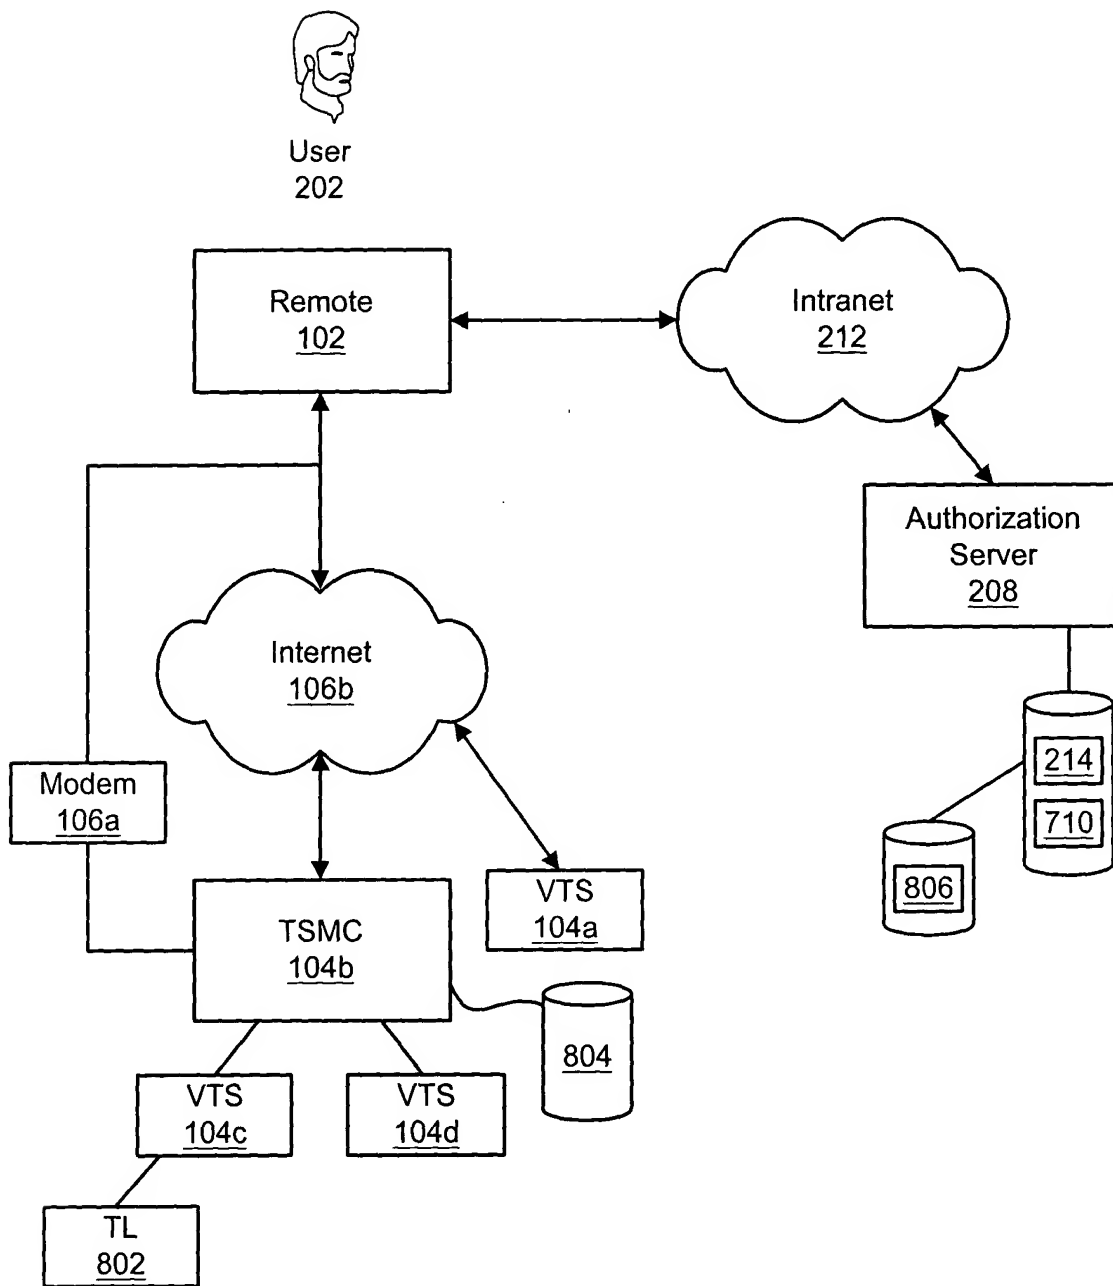 User
202
Remote
102
Intranet
212
Authorization
Server
208
Internet
106b
214
710
806
Modem
106a
VTS
104a
TSMC
104b
804
VTS
104c
VTS
104d
TL
802